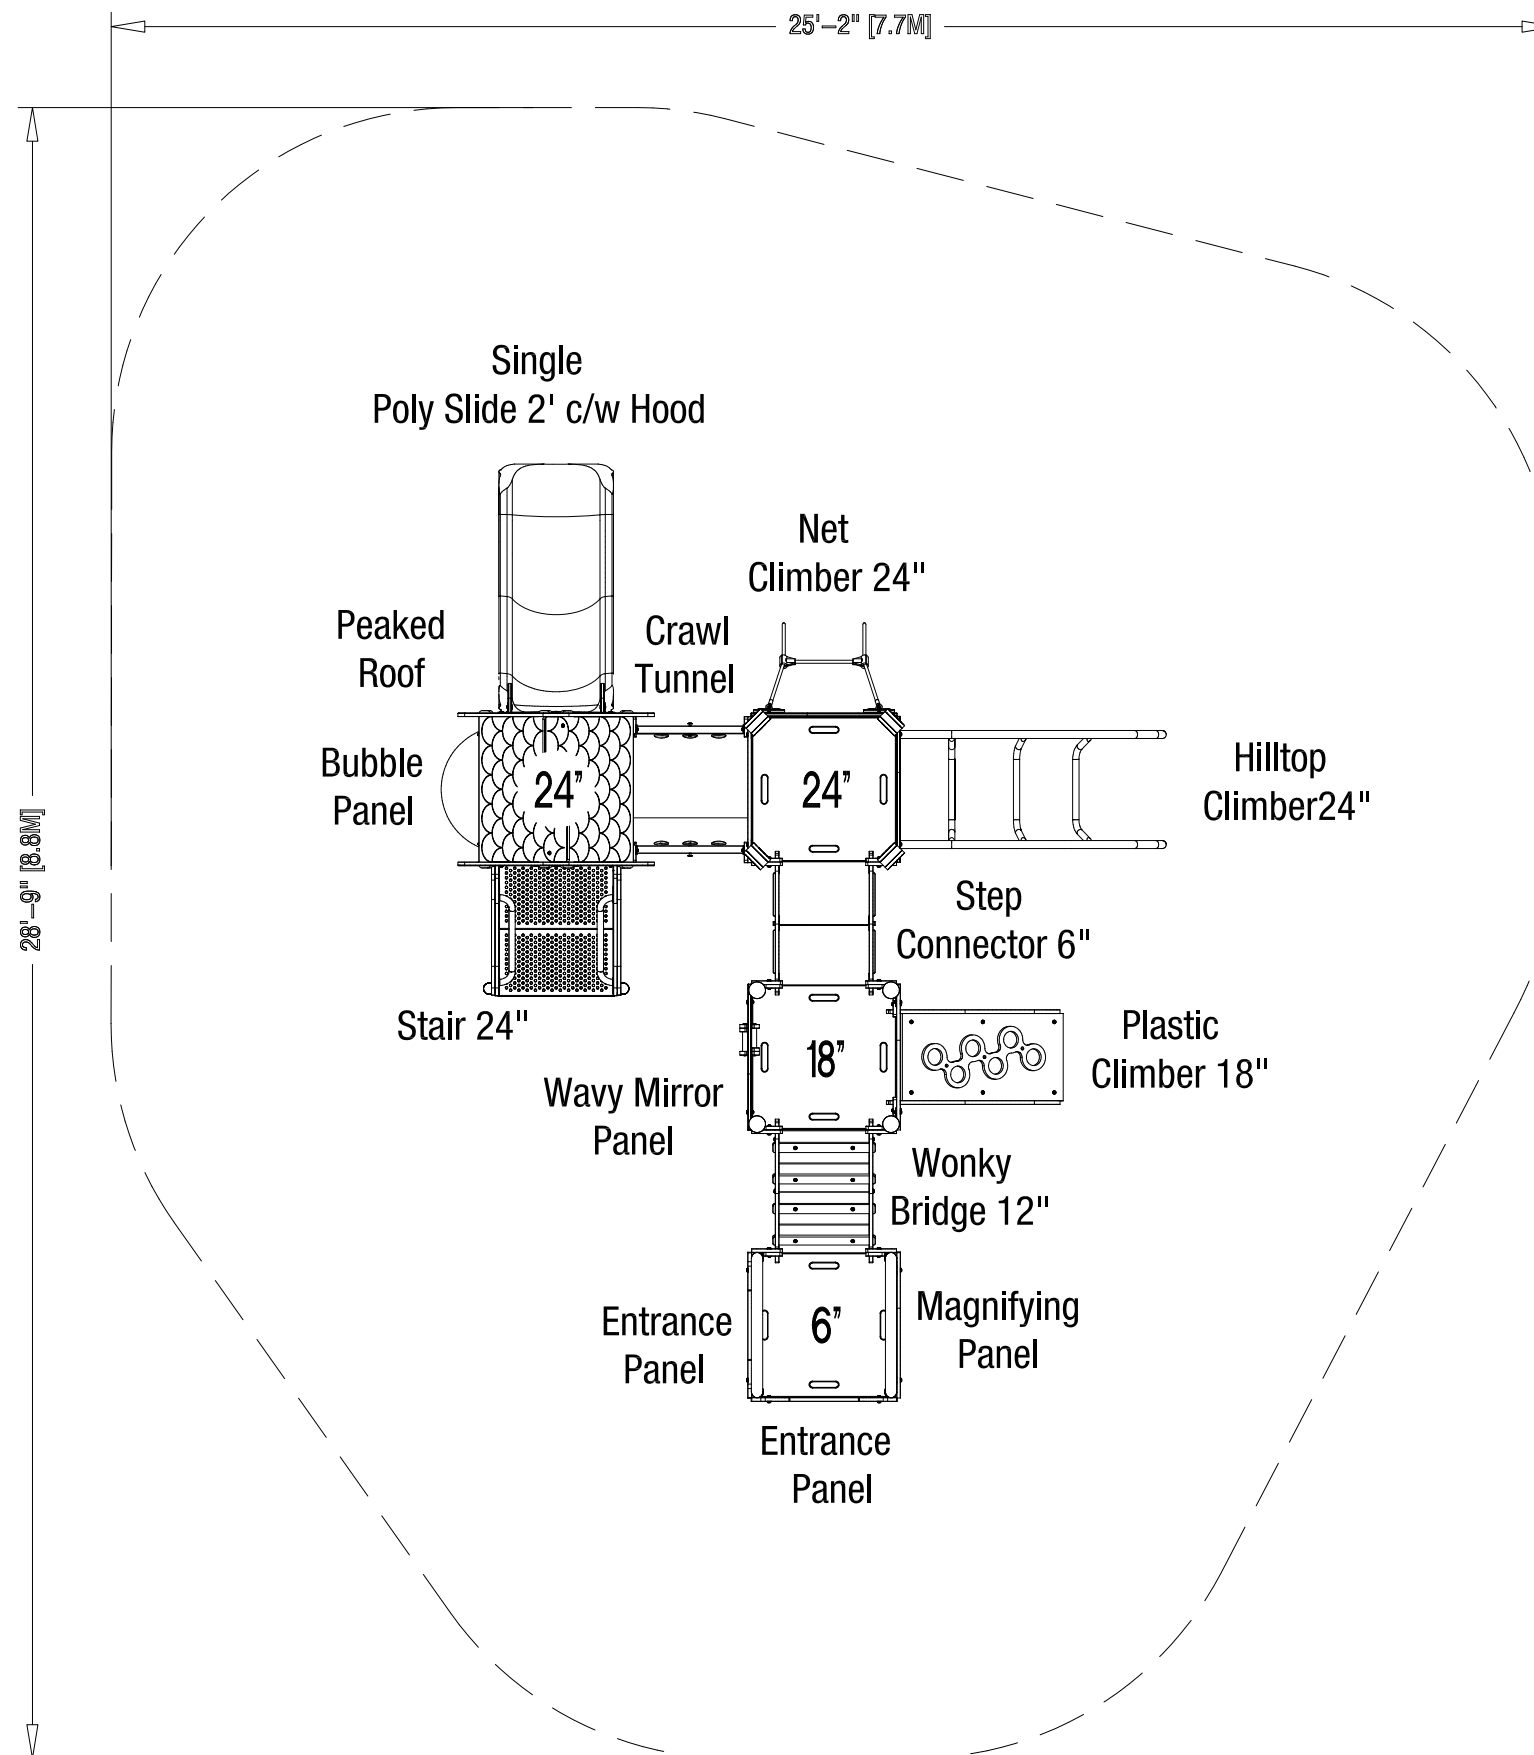 25'–2" [7.7M]
28'–9" [8.8M]
Single
Poly Slide 2' c/w Hood
Net
Climber 24"
Peaked
Roof
Crawl
Tunnel
Bubble
Panel
24"
24"
Hilltop
Climber24"
Step
Connector 6"
Stair 24"
18"
Plastic
Climber 18"
Wavy Mirror
Panel
Wonky
Bridge 12"
Entrance
Panel
6"
Magnifying
Panel
Entrance
Panel